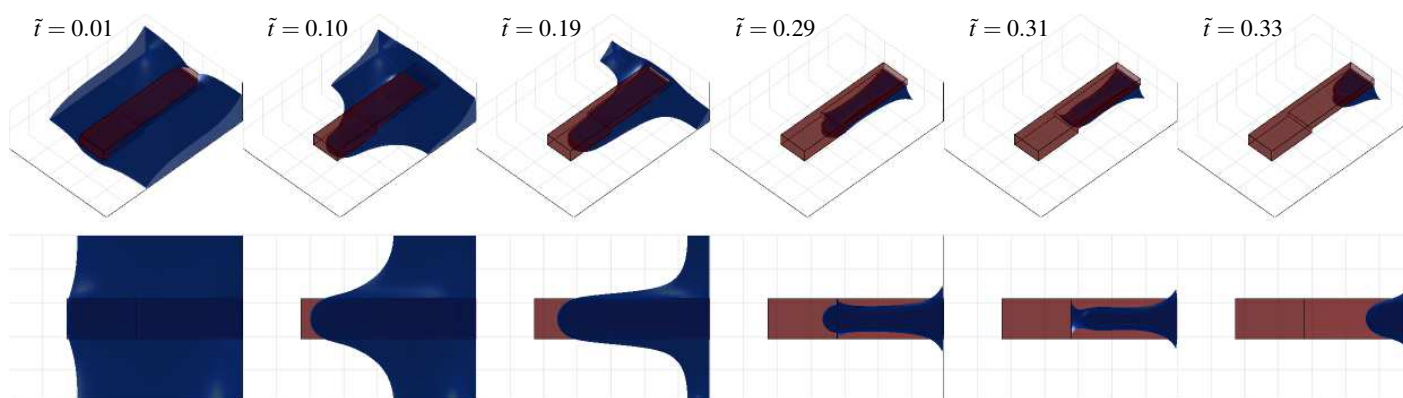 t̃ = 0.01 t̃ = 0.10 t̃ = 0.19 t̃ = 0.29 t̃ = 0.31 t̃ = 0.33